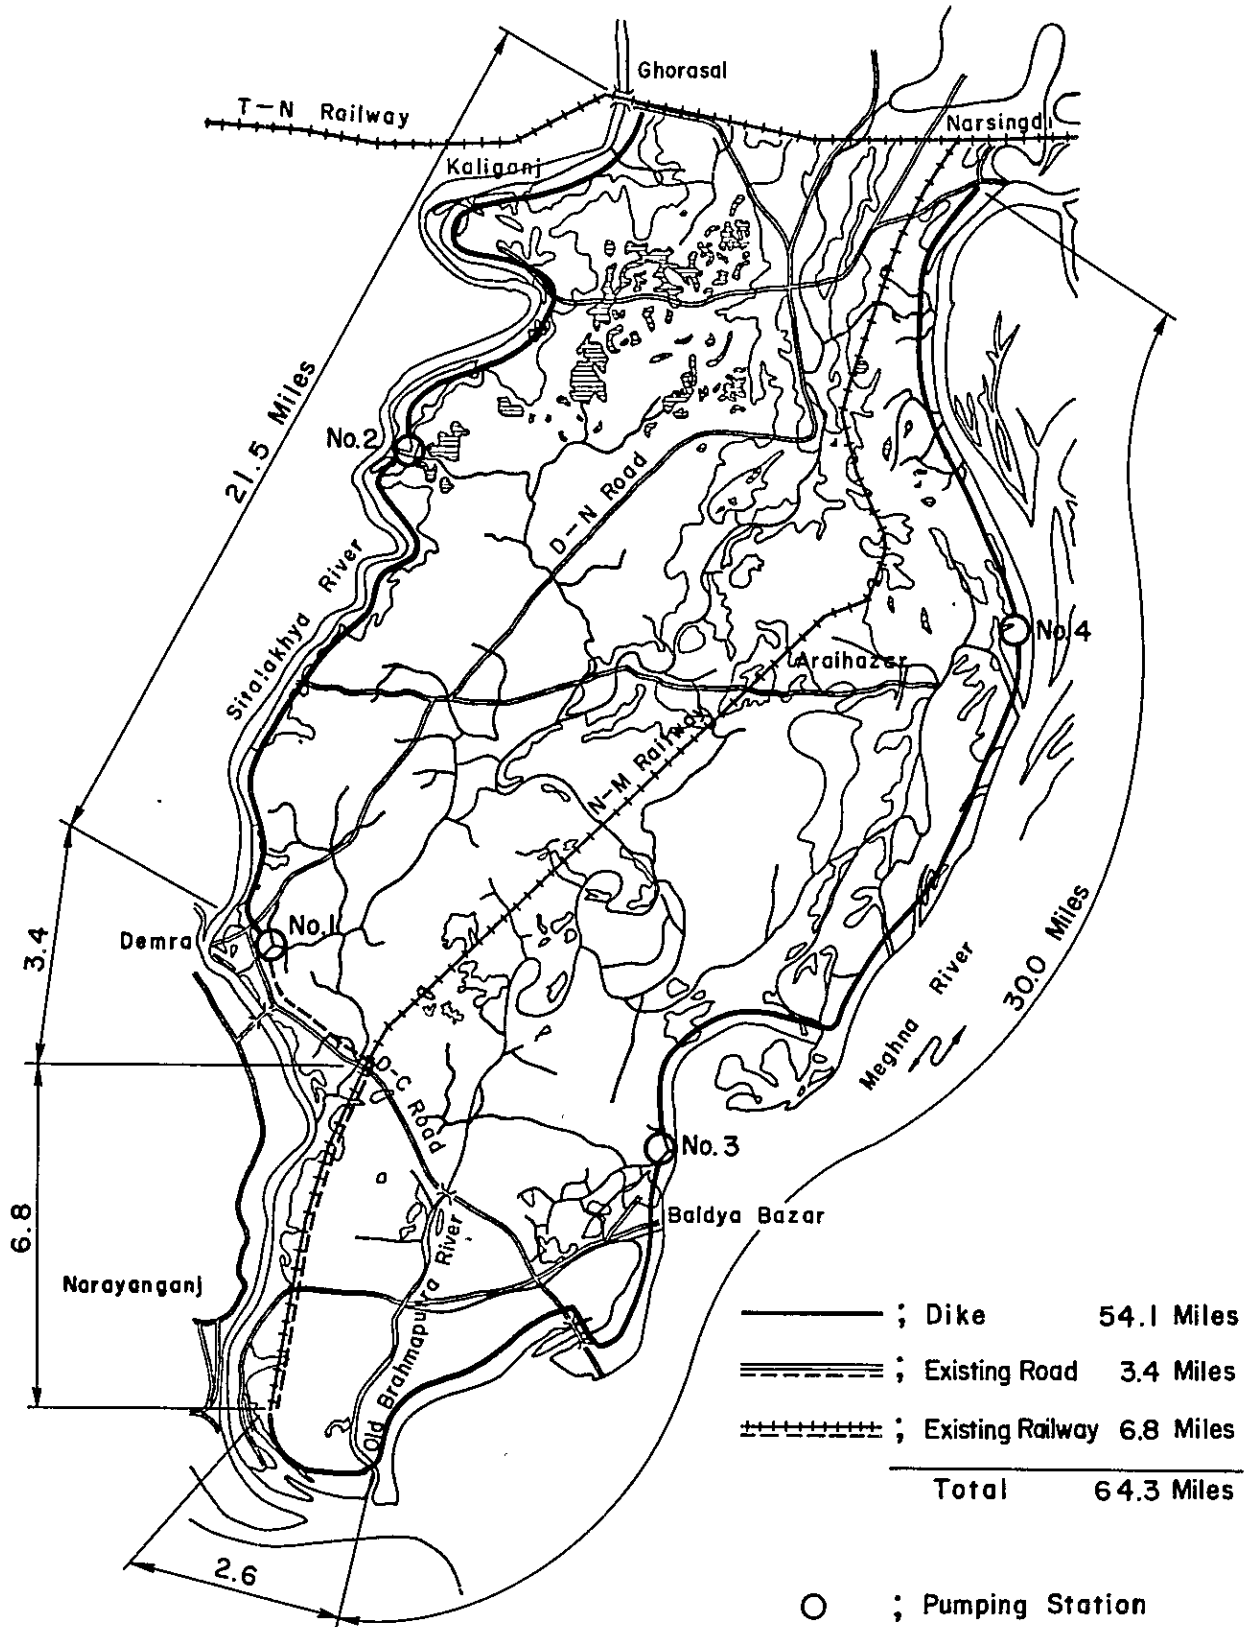 Ghorasal
T-N Railway
Narsingdi
Kaliganj
21.5 Miles
No.2
D-N Road
Sitalakhya River
No.4
Araihazar
N-M Railway
3.4
Demra
No.1
30.0 Miles
Meghna River
D-C Road
No.3
6.8
Baldya Bazar
Narayanganj
Old Brahmaputra River
; Dike 54.1 Miles
; Existing Road 3.4 Miles
; Existing Railway 6.8 Miles
Total 64.3 Miles
2.6
; Pumping Station